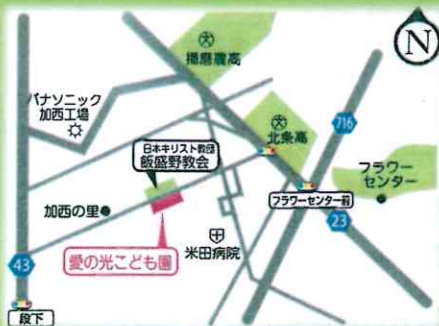 N
播磨農高
パナソニック
加西工場
716
北条高
日本キリスト教団
飯盛野教会
フラワー
センター
加西の里
フラワーセンター前
23
愛の光こども園
米田病院
43
段下